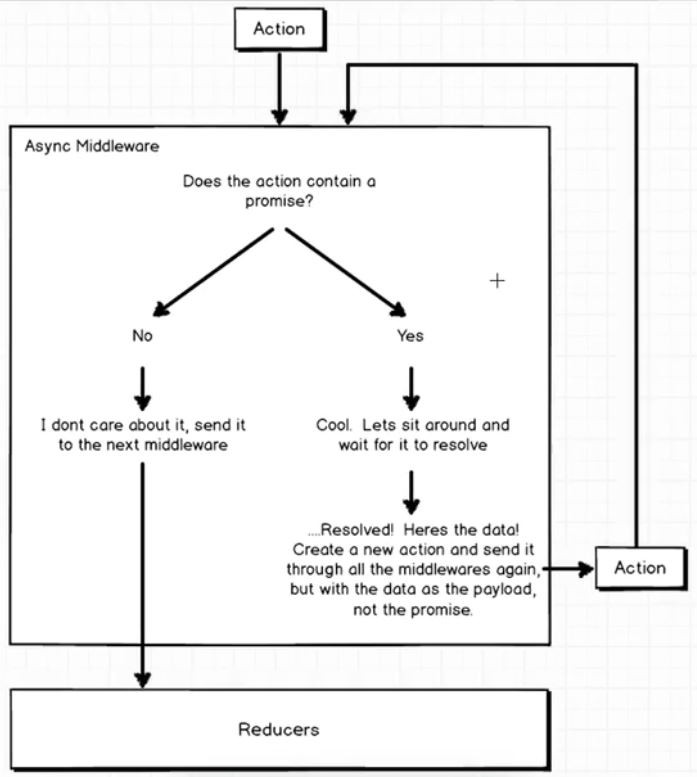 Action
Async Middleware
Does the action contain a
promise?
No
Yes
I dont care about it, send it
to the next middleware
Cool. Lets sit around and
wait for it to resolve
....Resolved! Heres the data!
Create a new action and send it
through all the middlewares again,
but with the data as the payload,
not the promise.
Action
Reducers